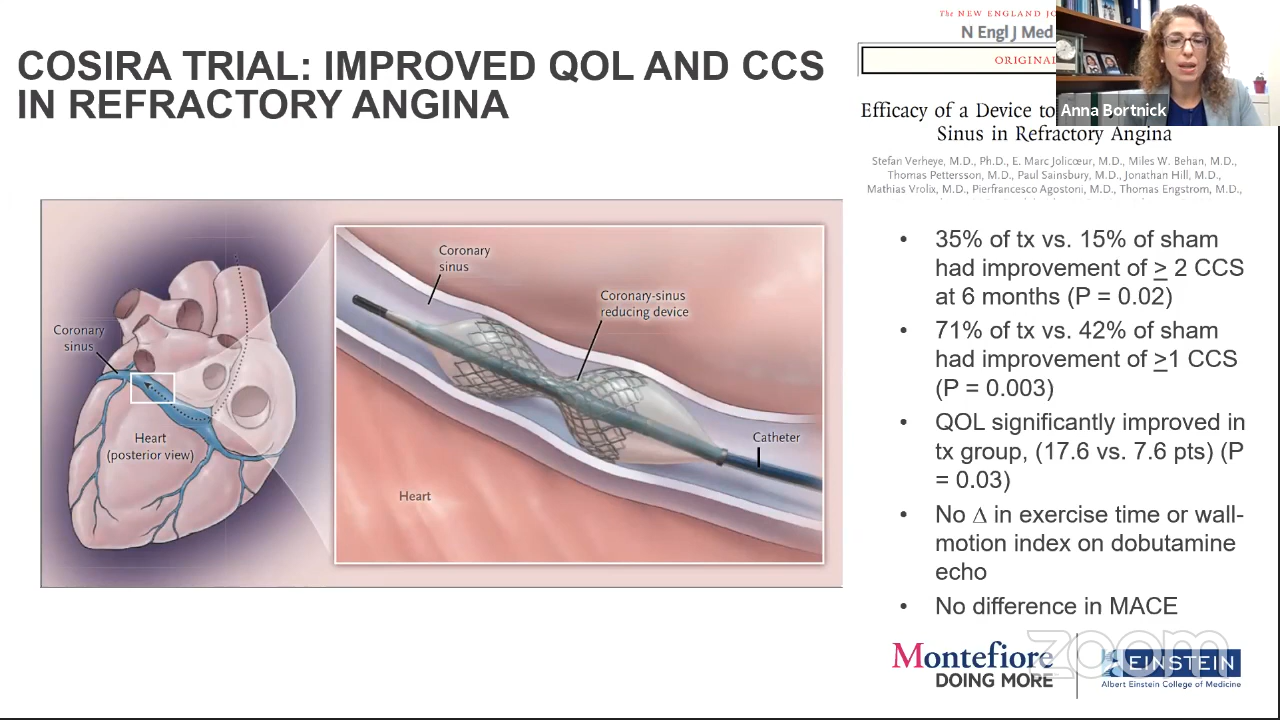 COSIRA TRIAL: IMPROVED QOL AND CCS
IN REFRACTORY ANGINA
The NEW ENGLAND JO
N Engl J Med
ORIGINAL
Efficacy of a Device to
Sinus in Refractory Angina
Stefan Verheye, M.D., Ph.D., E. Marc Jolicœur, M.D., Miles W. Behan, M.D.,
Thomas Pettersson, M.D., Paul Sainsbury, M.D., Jonathan Hill, M.D.,
Mathias Vrolix, M.D., Pierfrancesco Agostoni, M.D., Thomas Engstrom, M.D.,
Anna Bortnick
Coronary
sinus
Heart
(posterior view)
Coronary
sinus
Coronary-sinus
reducing device
Catheter
Heart
• 35% of tx vs. 15% of sham
had improvement of ≥ 2 CCS
at 6 months (P = 0.02)
• 71% of tx vs. 42% of sham
had improvement of ≥1 CCS
(P = 0.003)
• QOL significantly improved in
tx group, (17.6 vs. 7.6 pts) (P
= 0.03)
• No Δ in exercise time or wall-
motion index on dobutamine
echo
• No difference in MACE
Montefiore
DOING MORE
EINSTEIN
Albert Einstein College of Medicine
zoom